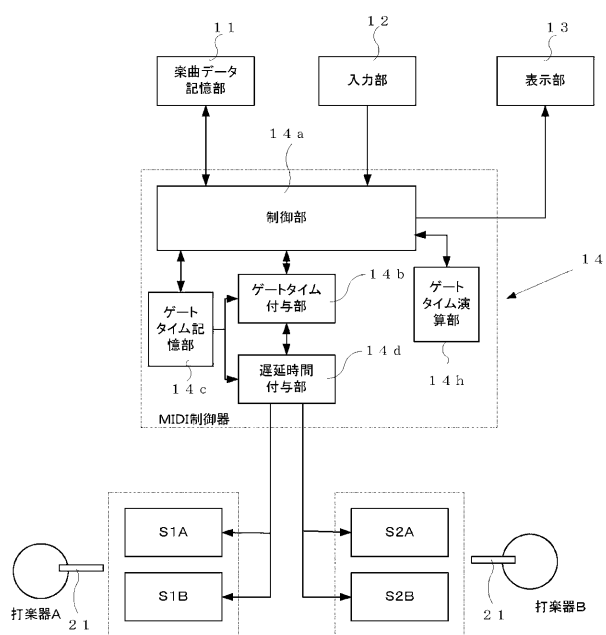 11
12
13
楽曲データ
記憶部
入力部
表示部
14a
制御部
14
ゲートタイム
付与部
14b
ゲート
タイム演
算部
ゲート
タイム記
憶部
14c
遅延時間
付与部
14d
14h
MIDI制御器
S1A
S2A
S1B
S2B
打楽器A
21
21
打楽器B